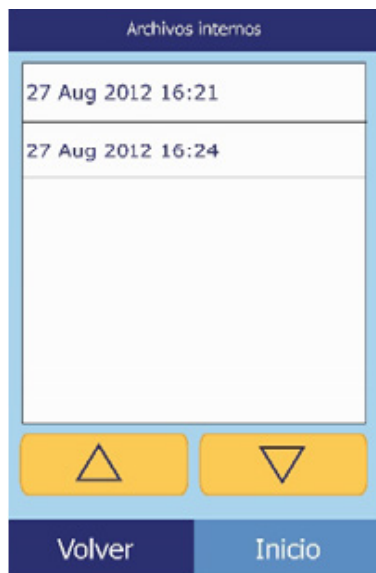 Archivos internos
27 Aug 2012 16:21
27 Aug 2012 16:24
Volver
Inicio